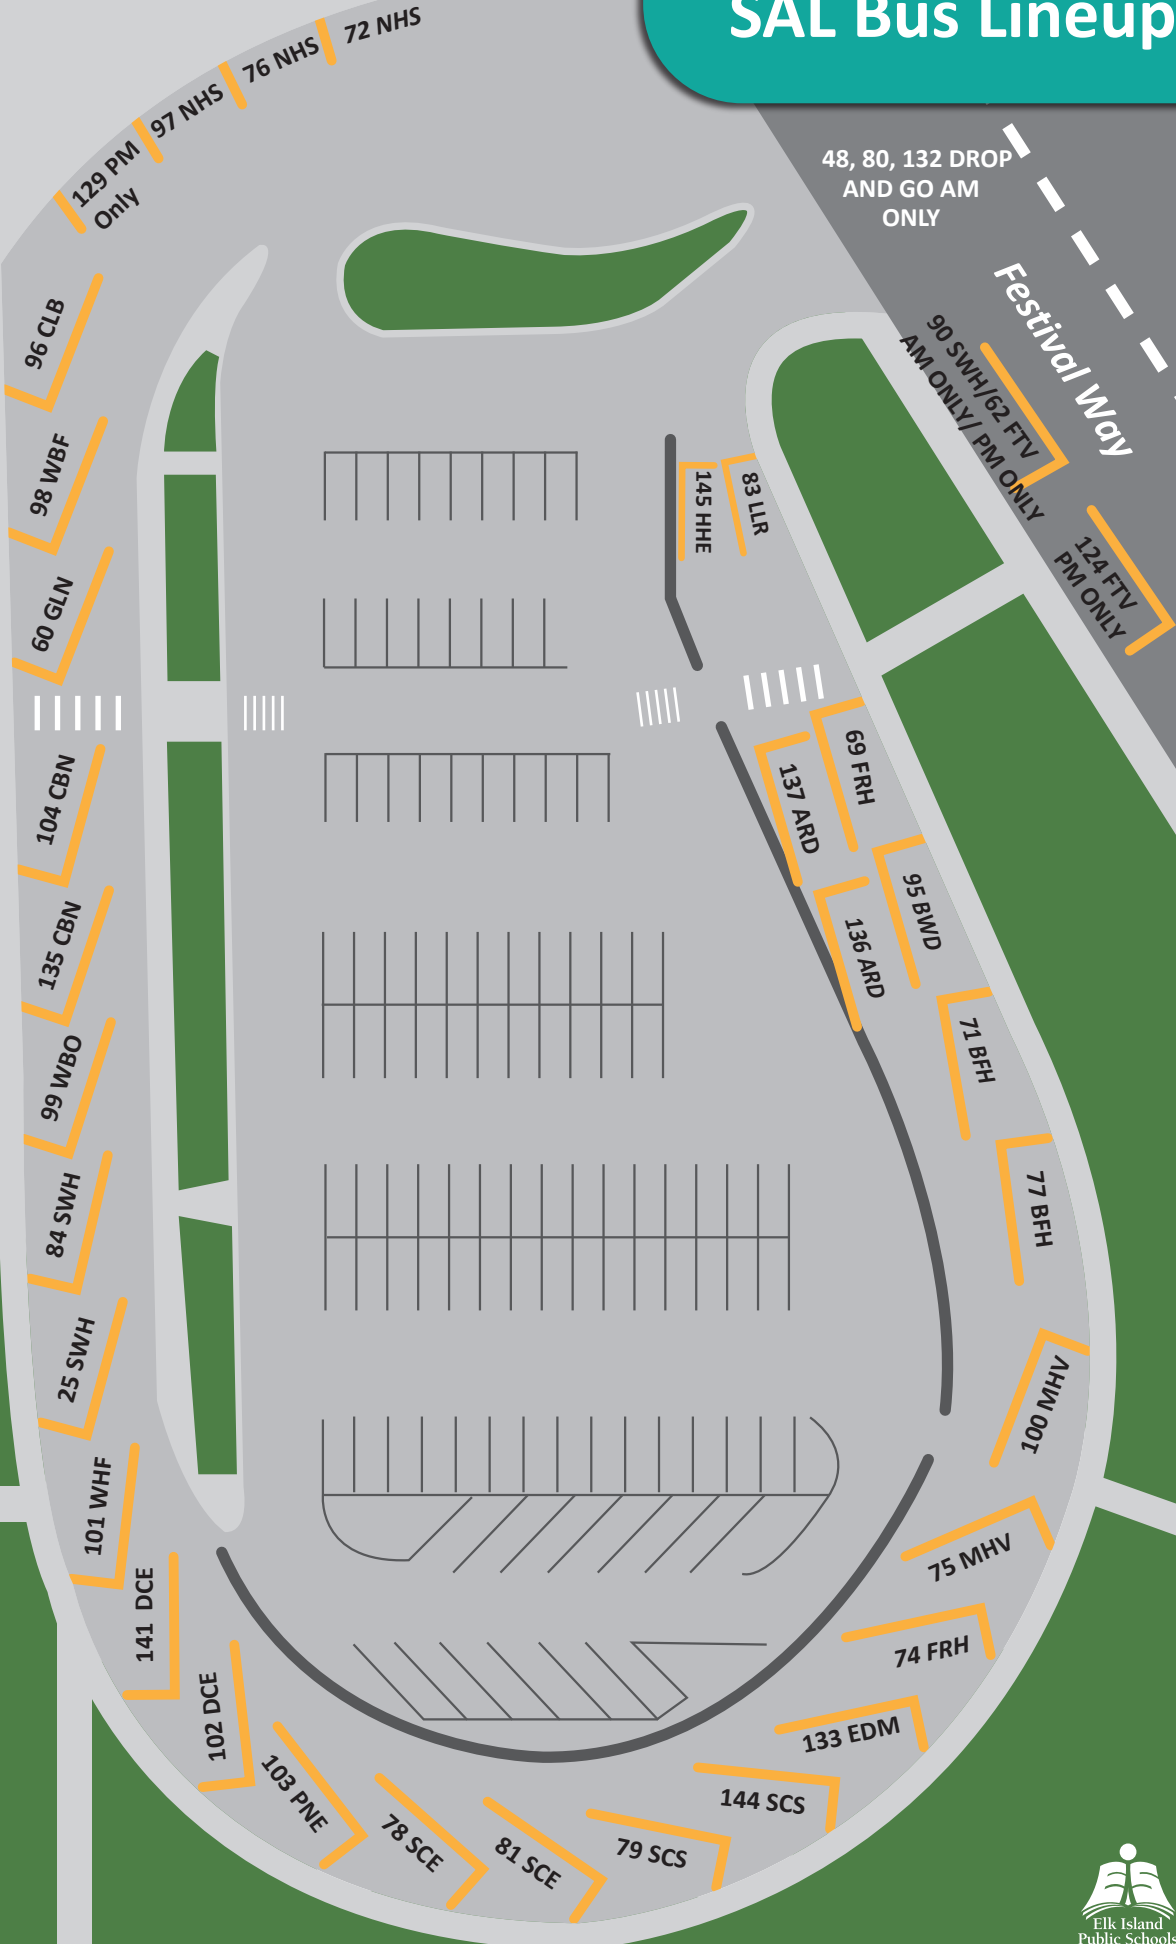 SAL Bus Lineup
72 NHS
76 NHS
97 NHS
129 PM
Only
48, 80, 132 DROP
AND GO AM
ONLY
Festival Way
90 SWH/62 FTV
AM ONLY/ PM ONLY
124 FTV
PM ONLY
96 CLB
98 WBF
60 GLN
104 CBN
135 CBN
99 WBO
84 SWH
25 SWH
101 WHF
141 DCE
102 DCE
103 PNE
78 SCE
81 SCE
79 SCS
144 SCS
133 EDM
74 FRH
75 MHV
100 MHV
77 BFH
71 BFH
95 BWD
136 ARD
69 FRH
137 ARD
145 HHE
83 LLR
Elk Island
Public Schools